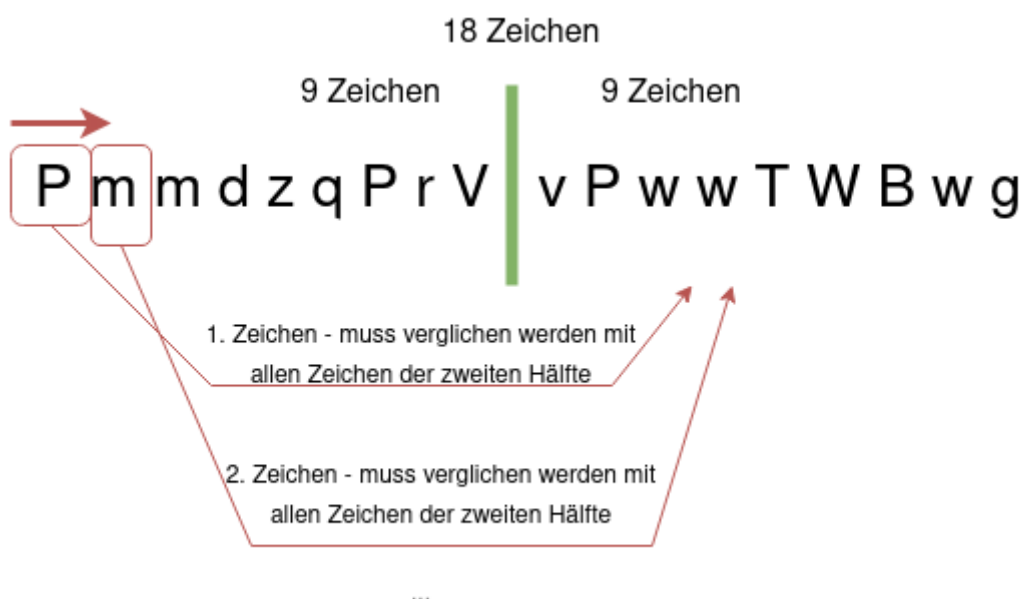 18 Zeichen
9 Zeichen 9 Zeichen
P m m d z q P r V v P w w T W B w g
1. Zeichen - muss verglichen werden mit
allen Zeichen der zweiten Hälfte
2. Zeichen - muss verglichen werden mit
allen Zeichen der zweiten Hälfte